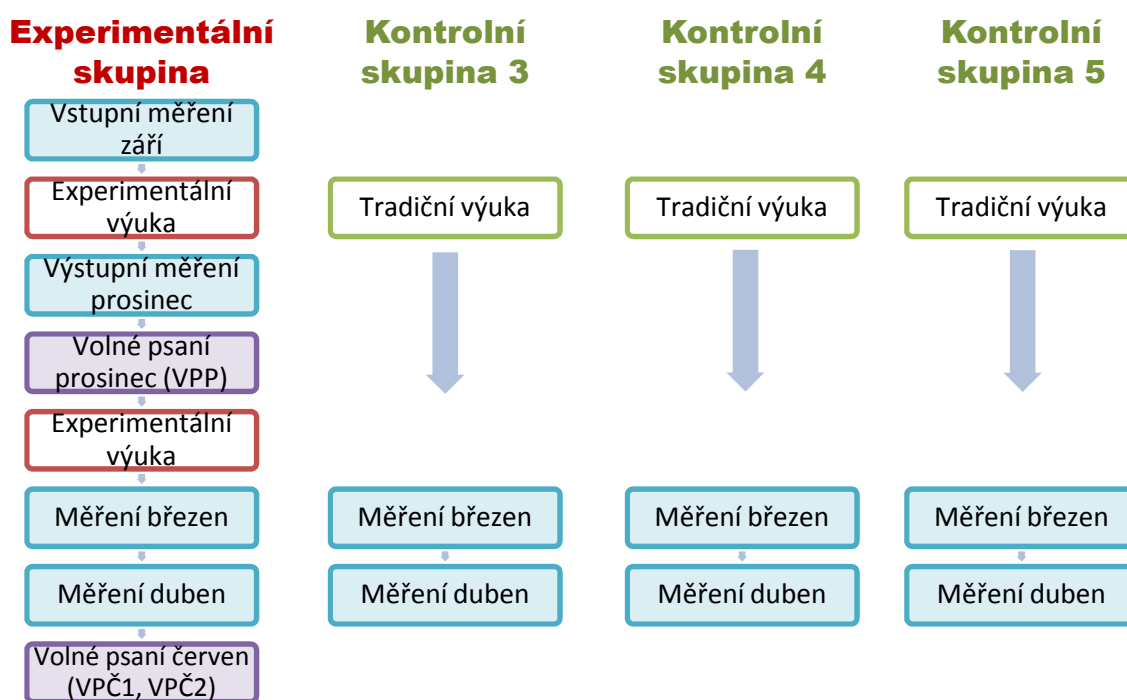 Experimentální
skupina
Vstupní měření
září
Experimentální
výuka
Výstupní měření
prosinec
Volné psaní
prosinec (VPP)
Experimentální
výuka
Měření březen
Měření duben
Volné psaní červen
(VPČ1, VPČ2)
Kontrolní
skupina 3
Tradiční výuka
Měření březen
Měření duben
Kontrolní
skupina 4
Tradiční výuka
Měření březen
Měření duben
Kontrolní
skupina 5
Tradiční výuka
Měření březen
Měření duben